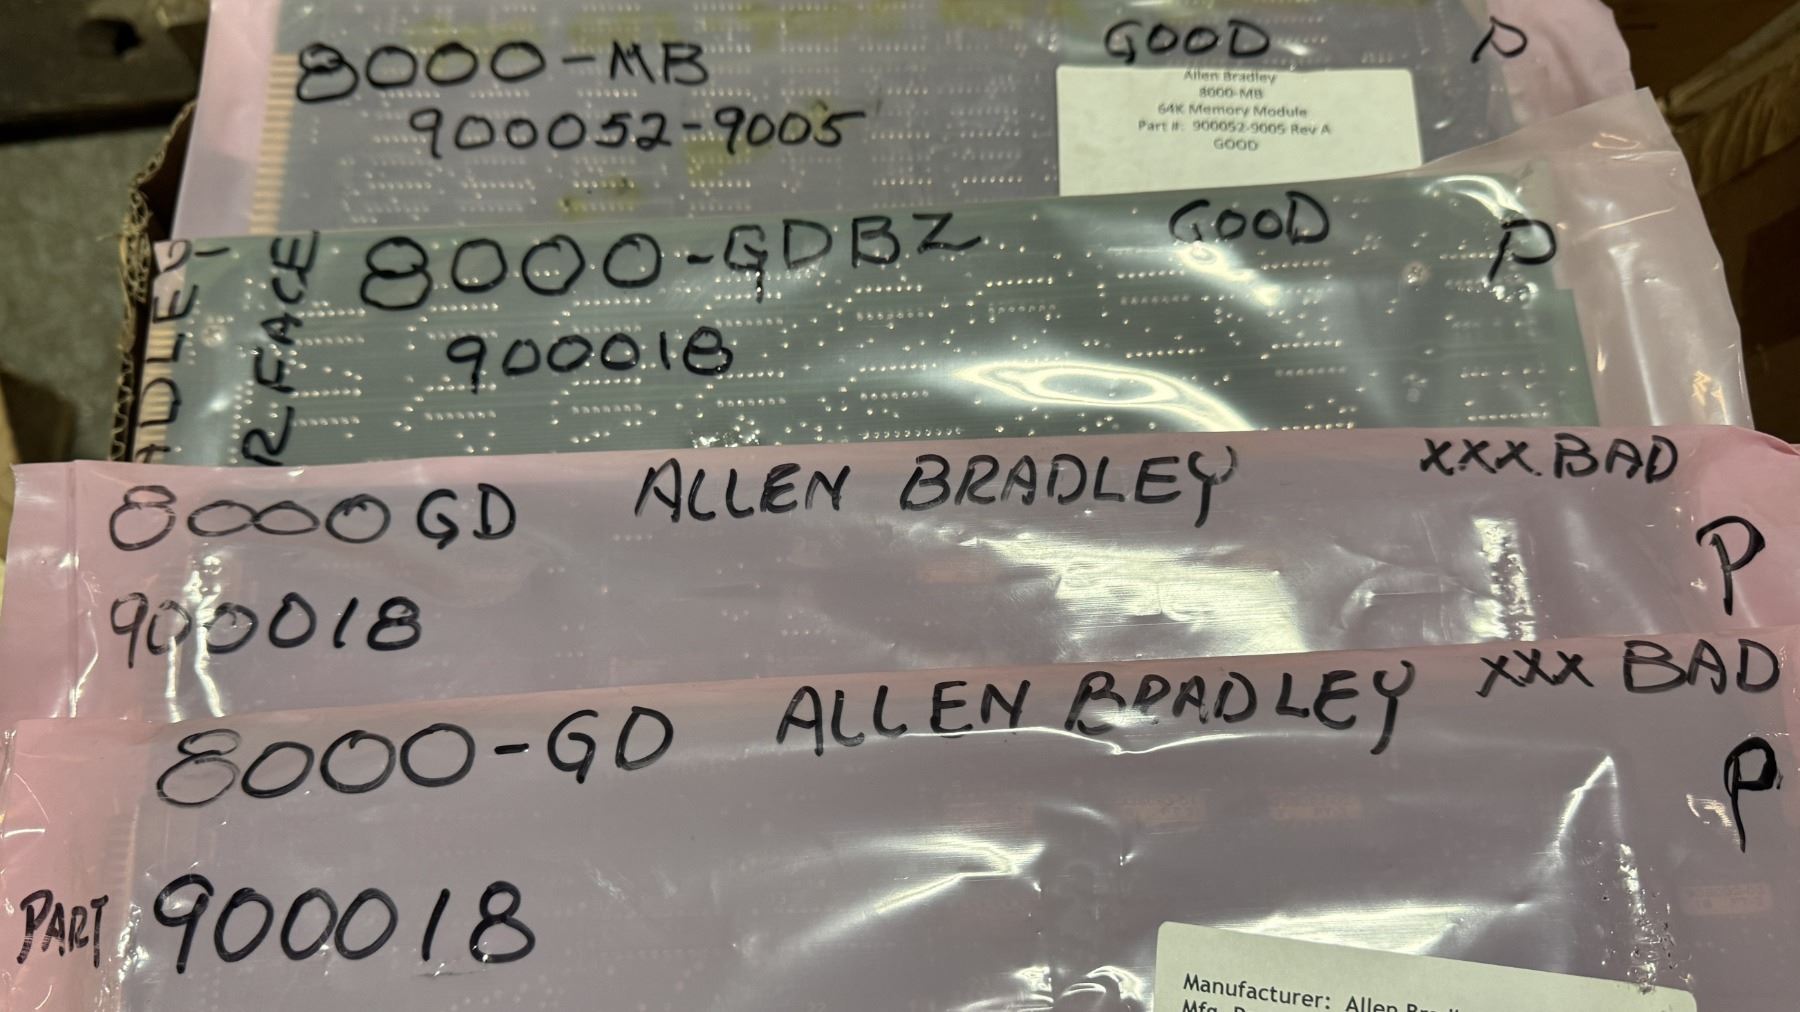 8000-MB
GOOD
P
900052-9005
Allen Bradley
8000-MB
64K Memory Module
Part #: 900052-9005 Rev A
GOOD
8000-GDBZ
GOOD
P
900018
8000GD ALLEN BRADLEY XXX BAD
P
900018
8000-GD ALLEN BRADLEY XXX BAD
P
PART 900018
Manufacturer: Allen